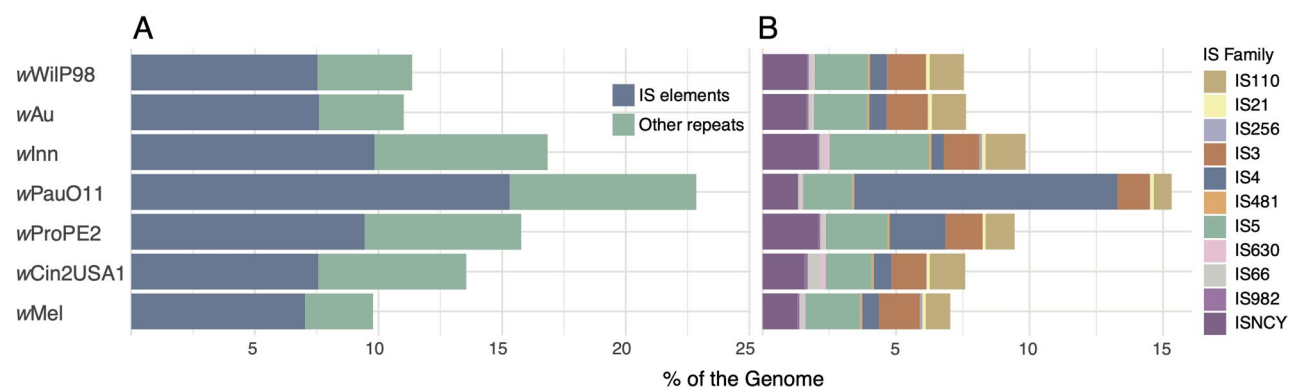 A
B
wWilP98
wAu
wInn
wPauO11
wProPE2
wCin2USA1
wMel
IS elements
Other repeats
5 10 15 20 25
5 10 15
% of the Genome
IS Family
IS110
IS21
IS256
IS3
IS4
IS481
IS5
IS630
IS66
IS982
ISNCY